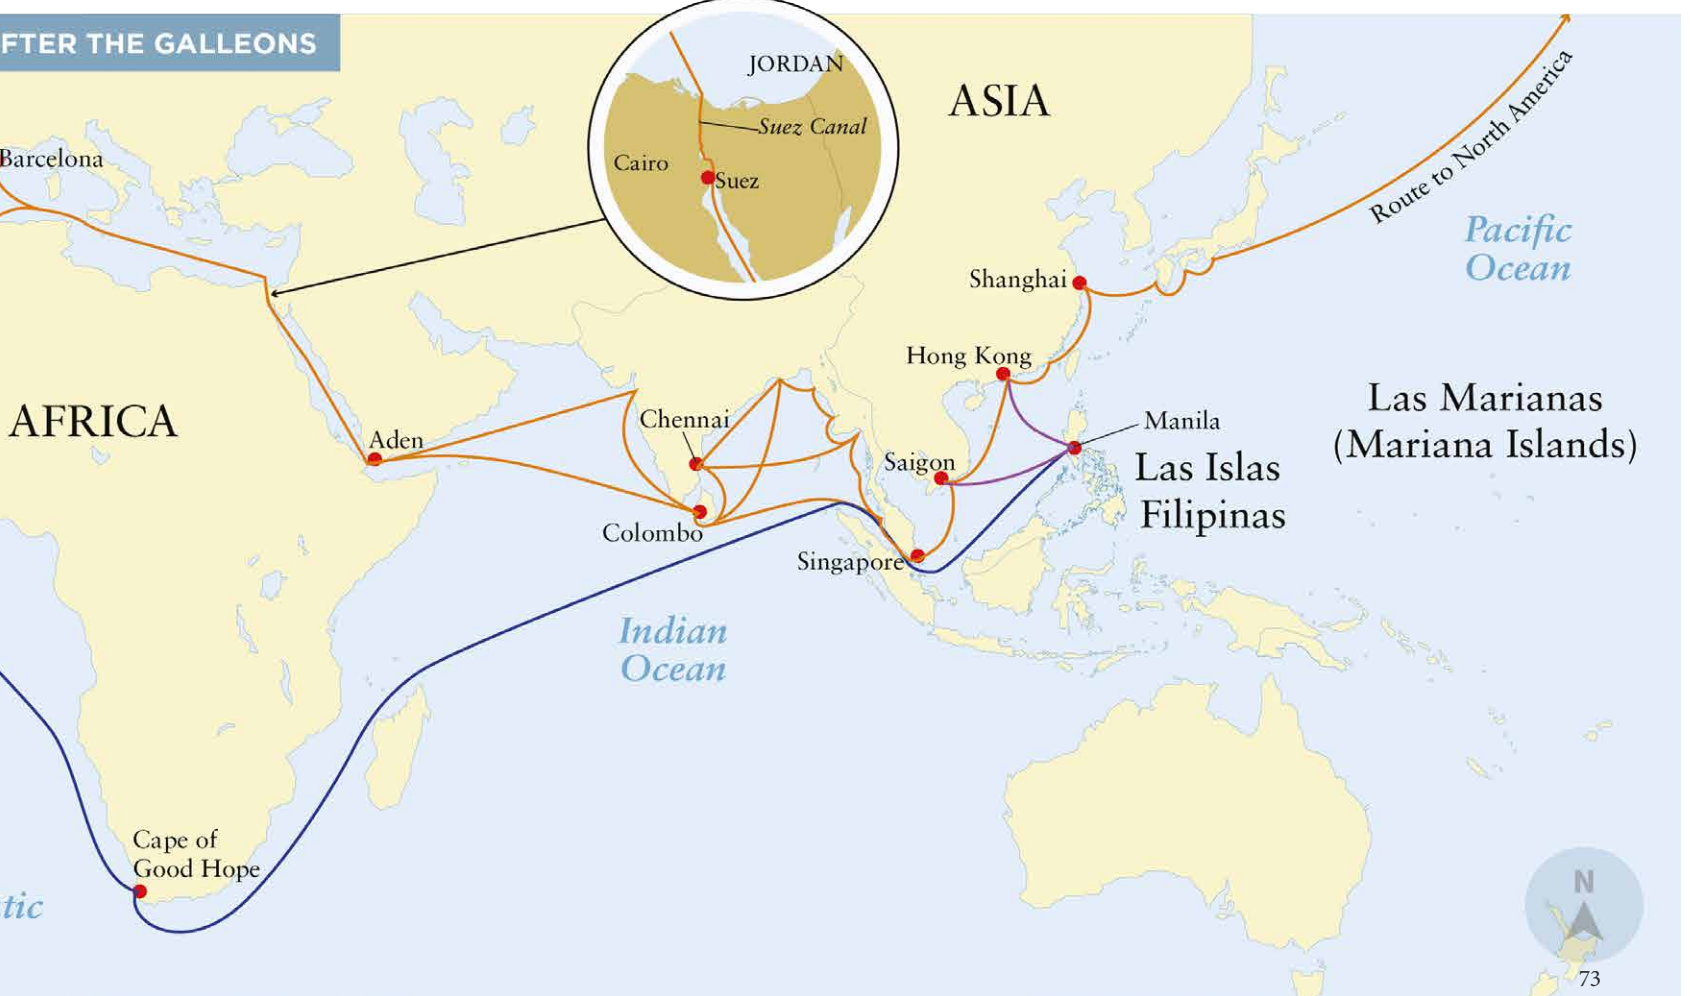 FTER THE GALLEONS
JORDAN
Suez Canal
Cairo
Suez
ASIA
Barcelona
Route to North America
Pacific
Ocean
Shanghai
Hong Kong
Las Marianas
(Mariana Islands)
AFRICA
Aden
Chennai
Manila
Saigon
Las Islas
Filipinas
Colombo
Singapore
Indian
Ocean
Cape of
Good Hope
tic
N
73